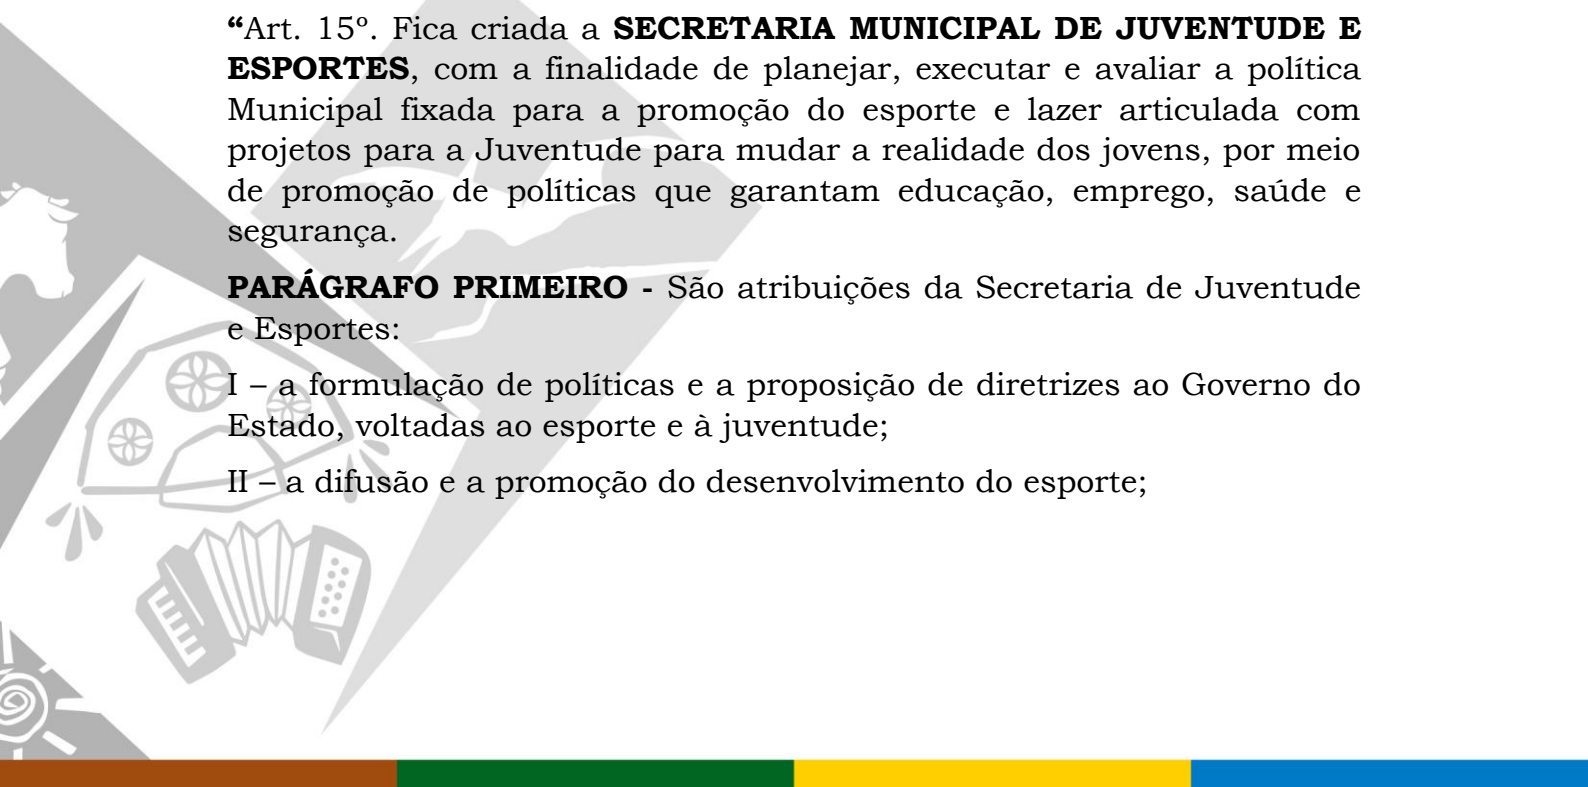 “Art. 15º. Fica criada a SECRETARIA MUNICIPAL DE JUVENTUDE E
ESPORTES, com a finalidade de planejar, executar e avaliar a política
Municipal fixada para a promoção do esporte e lazer articulada com
projetos para a Juventude para mudar a realidade dos jovens, por meio
de promoção de políticas que garantam educação, emprego, saúde e
segurança.
PARÁGRAFO PRIMEIRO - São atribuições da Secretaria de Juventude
e Esportes:
I – a formulação de políticas e a proposição de diretrizes ao Governo do
Estado, voltadas ao esporte e à juventude;
II – a difusão e a promoção do desenvolvimento do esporte;